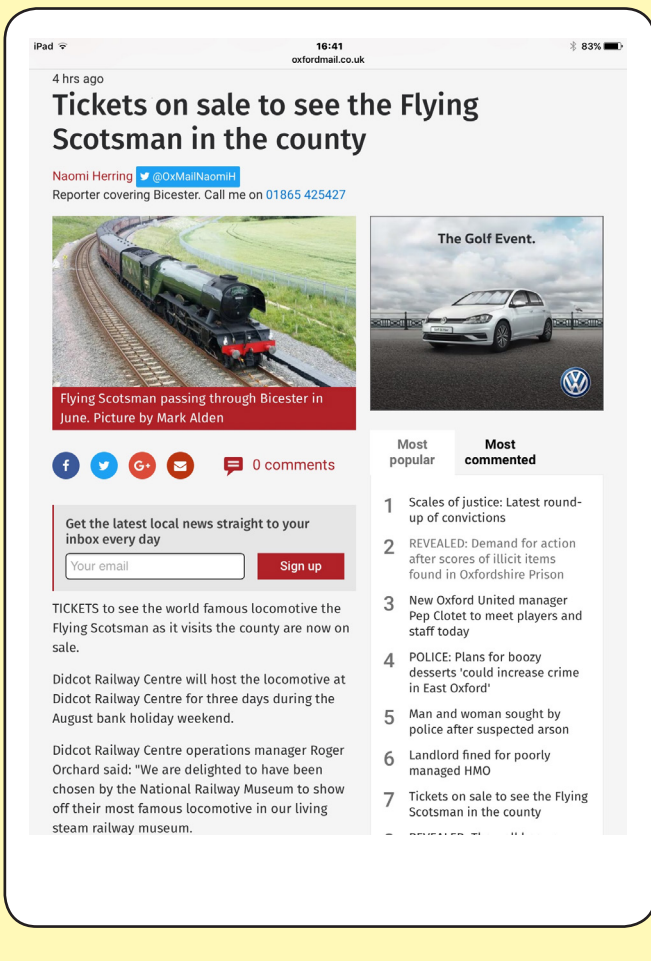 iPad
16:41
83%
oxfordmail.co.uk
4 hrs ago
Tickets on sale to see the Flying
Scotsman in the county
Naomi Herring @OxMailNaomiH
Reporter covering Bicester. Call me on 01865 425427
Flying Scotsman passing through Bicester in
June. Picture by Mark Alden
0 comments
Get the latest local news straight to your
inbox every day
Your email
Sign up
TICKETS to see the world famous locomotive the
Flying Scotsman as it visits the county are now on
sale.
Didcot Railway Centre will host the locomotive at
Didcot Railway Centre for three days during the
August bank holiday weekend.
Didcot Railway Centre operations manager Roger
Orchard said: "We are delighted to have been
chosen by the National Railway Museum to show
off their most famous locomotive in our living
steam railway museum.
The Golf Event.
Most
popular
Most
commented
1 Scales of justice: Latest round-
up of convictions
2 REVEALED: Demand for action
after scores of illicit items
found in Oxfordshire Prison
3 New Oxford United manager
Pep Clotet to meet players and
staff today
4 POLICE: Plans for boozy
desserts 'could increase crime
in East Oxford'
5 Man and woman sought by
police after suspected arson
6 Landlord fined for poorly
managed HMO
7 Tickets on sale to see the Flying
Scotsman in the county